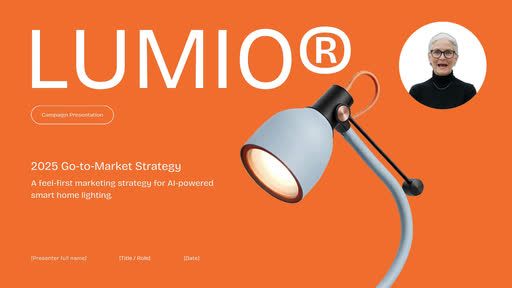 LUMIO®
Campaign Presentation
2025 Go-to-Market Strategy
A feel-first marketing strategy for AI-powered
smart home lighting.
[Presenter full name] [Title / Role] [Date]